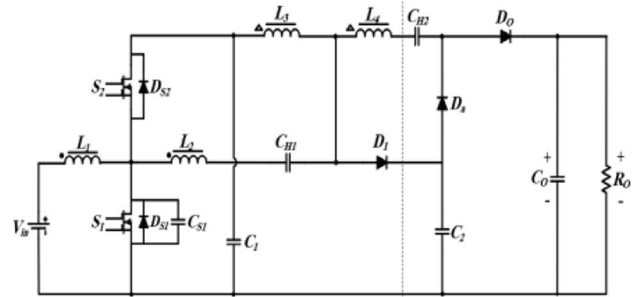 L3 L4 CH2 DO
S2 DS2
Da
L1 L2 CH1 D1
+ +
CO RO
- -
Vin
S1 DS1 CS1
C1 C2